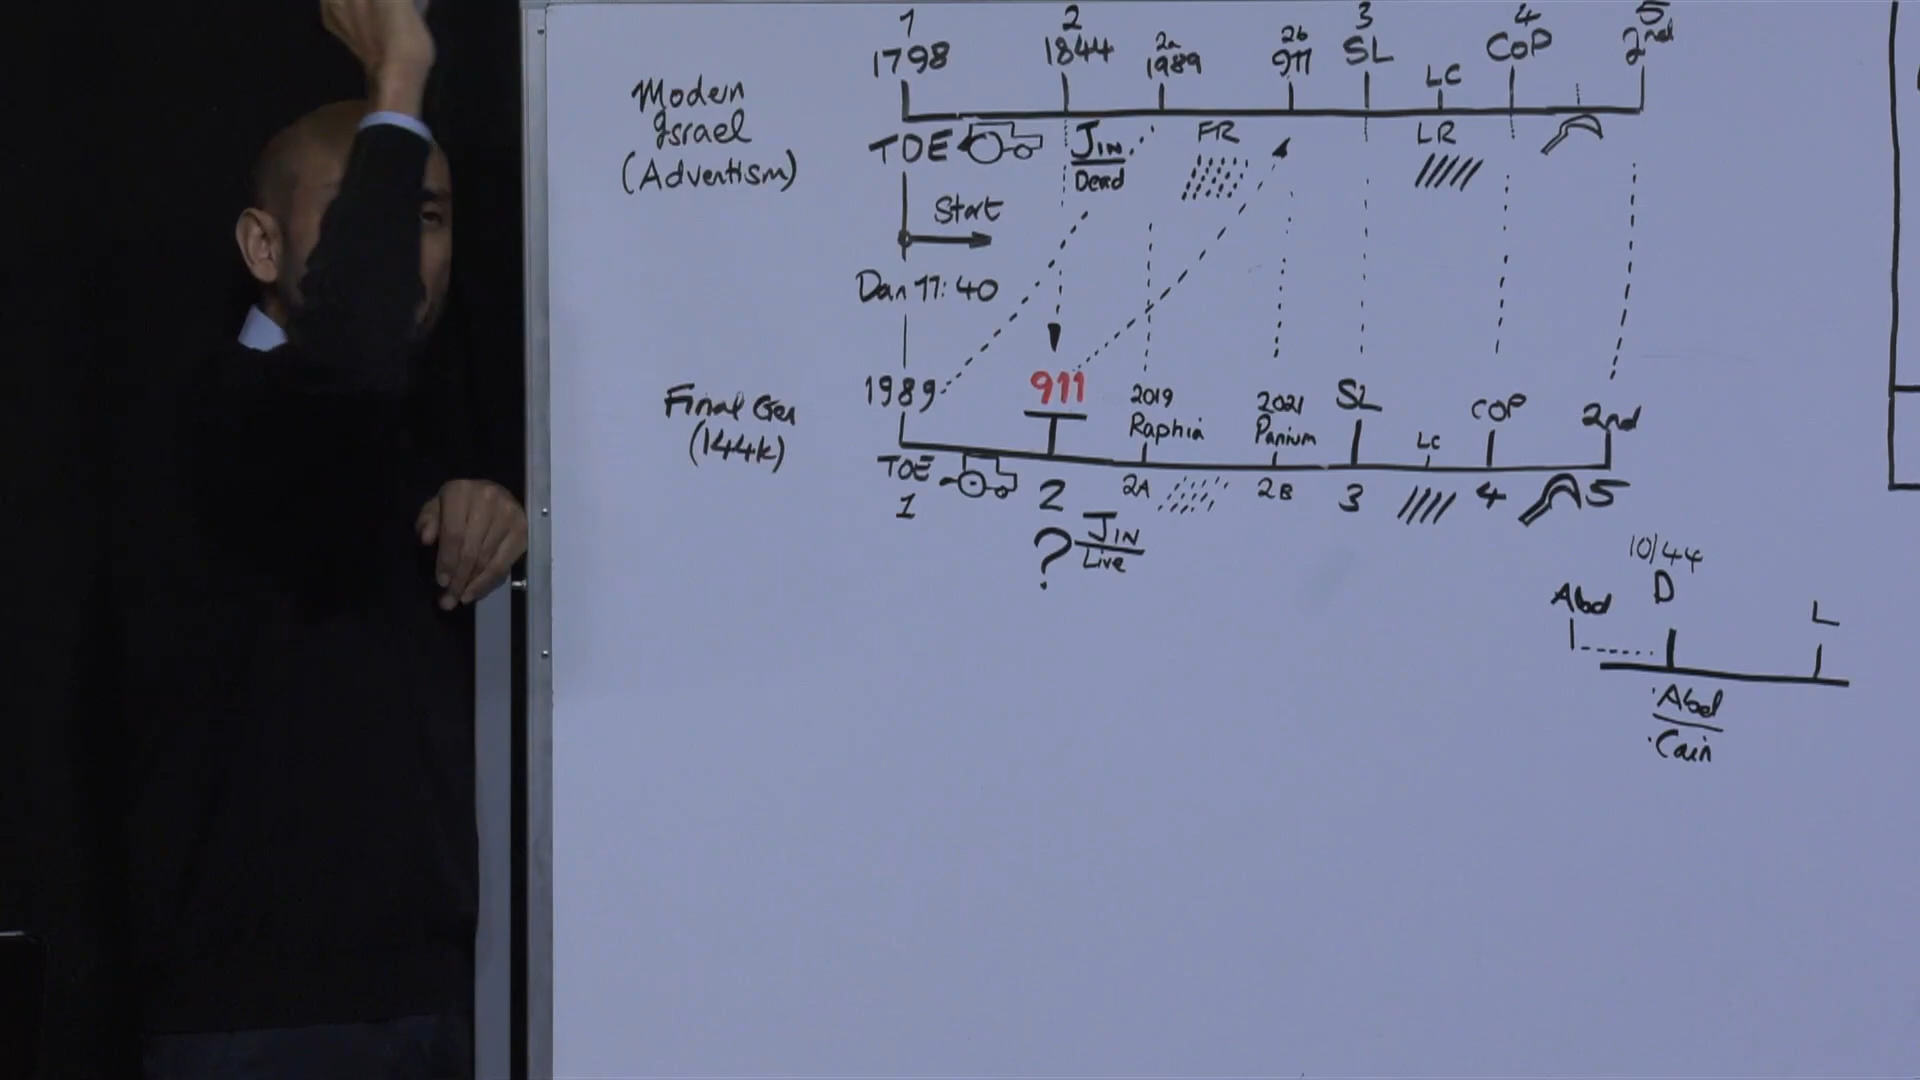 1 2 3 4 5
1798 1844 2a 1989 2b 911 SL LC CoP 2nd
Modern
Israel
(Adventism)
TOE JIN FR LR
Dead
Start
Dan 11:40
1989 911 2019 2021 SL COP 2nd
Final Gen
(144k)
Raphia Panium LC
TOE
1 2 2A 2B 3 4 5
? JIN
Live
10/44
Abd D L
Abel
Cain